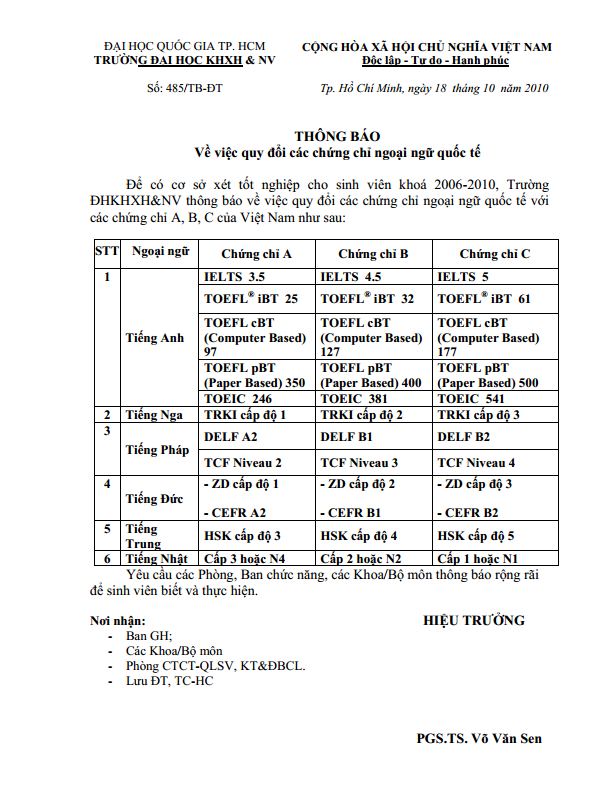 ĐẠI HỌC QUỐC GIA TP. HCM
TRƯỜNG ĐẠI HỌC KHXH & NV
CỘNG HÒA XÃ HỘI CHỦ NGHĨA VIỆT NAM
Độc lập - Tự do - Hạnh phúc
Số: 485/TB-ĐT
Tp. Hồ Chí Minh, ngày 18 tháng 10 năm 2010
THÔNG BÁO
Về việc quy đổi các chứng chỉ ngoại ngữ quốc tế
Để có cơ sở xét tốt nghiệp cho sinh viên khoá 2006-2010, Trường
ĐHKHXH&NV thông báo về việc quy đổi các chứng chỉ ngoại ngữ quốc tế với
các chứng chỉ A, B, C của Việt Nam như sau:
STT Ngoại ngữ Chứng chỉ A Chứng chỉ B Chứng chỉ C
1 Tiếng Anh
IELTS 3.5 IELTS 4.5 IELTS 5
TOEFL® iBT 25 TOEFL® iBT 32 TOEFL® iBT 61
TOEFL cBT TOEFL cBT TOEFL cBT
(Computer Based) (Computer Based) (Computer Based)
97 127 177
TOEFL pBT TOEFL pBT TOEFL pBT
(Paper Based) 350 (Paper Based) 400 (Paper Based) 500
TOEIC 246 TOEIC 381 TOEIC 541
2 Tiếng Nga TRKI cấp độ 1 TRKI cấp độ 2 TRKI cấp độ 3
3 Tiếng Pháp
DELF A2 DELF B1 DELF B2
TCF Niveau 2 TCF Niveau 3 TCF Niveau 4
4 Tiếng Đức
- ZD cấp độ 1 - ZD cấp độ 2 - ZD cấp độ 3
- CEFR A2 - CEFR B1 - CEFR B2
5 Tiếng
Trung
HSK cấp độ 3 HSK cấp độ 4 HSK cấp độ 5
6 Tiếng Nhật Cấp 3 hoặc N4 Cấp 2 hoặc N2 Cấp 1 hoặc N1
Yêu cầu các Phòng, Ban chức năng, các Khoa/Bộ môn thông báo rộng rãi
để sinh viên biết và thực hiện.
Nơi nhận:
- Ban GH;
- Các Khoa/Bộ môn
- Phòng CTCT-QLSV, KT&ĐBCL.
- Lưu ĐT, TC-HC
HIỆU TRƯỞNG
PGS.TS. Võ Văn Sen